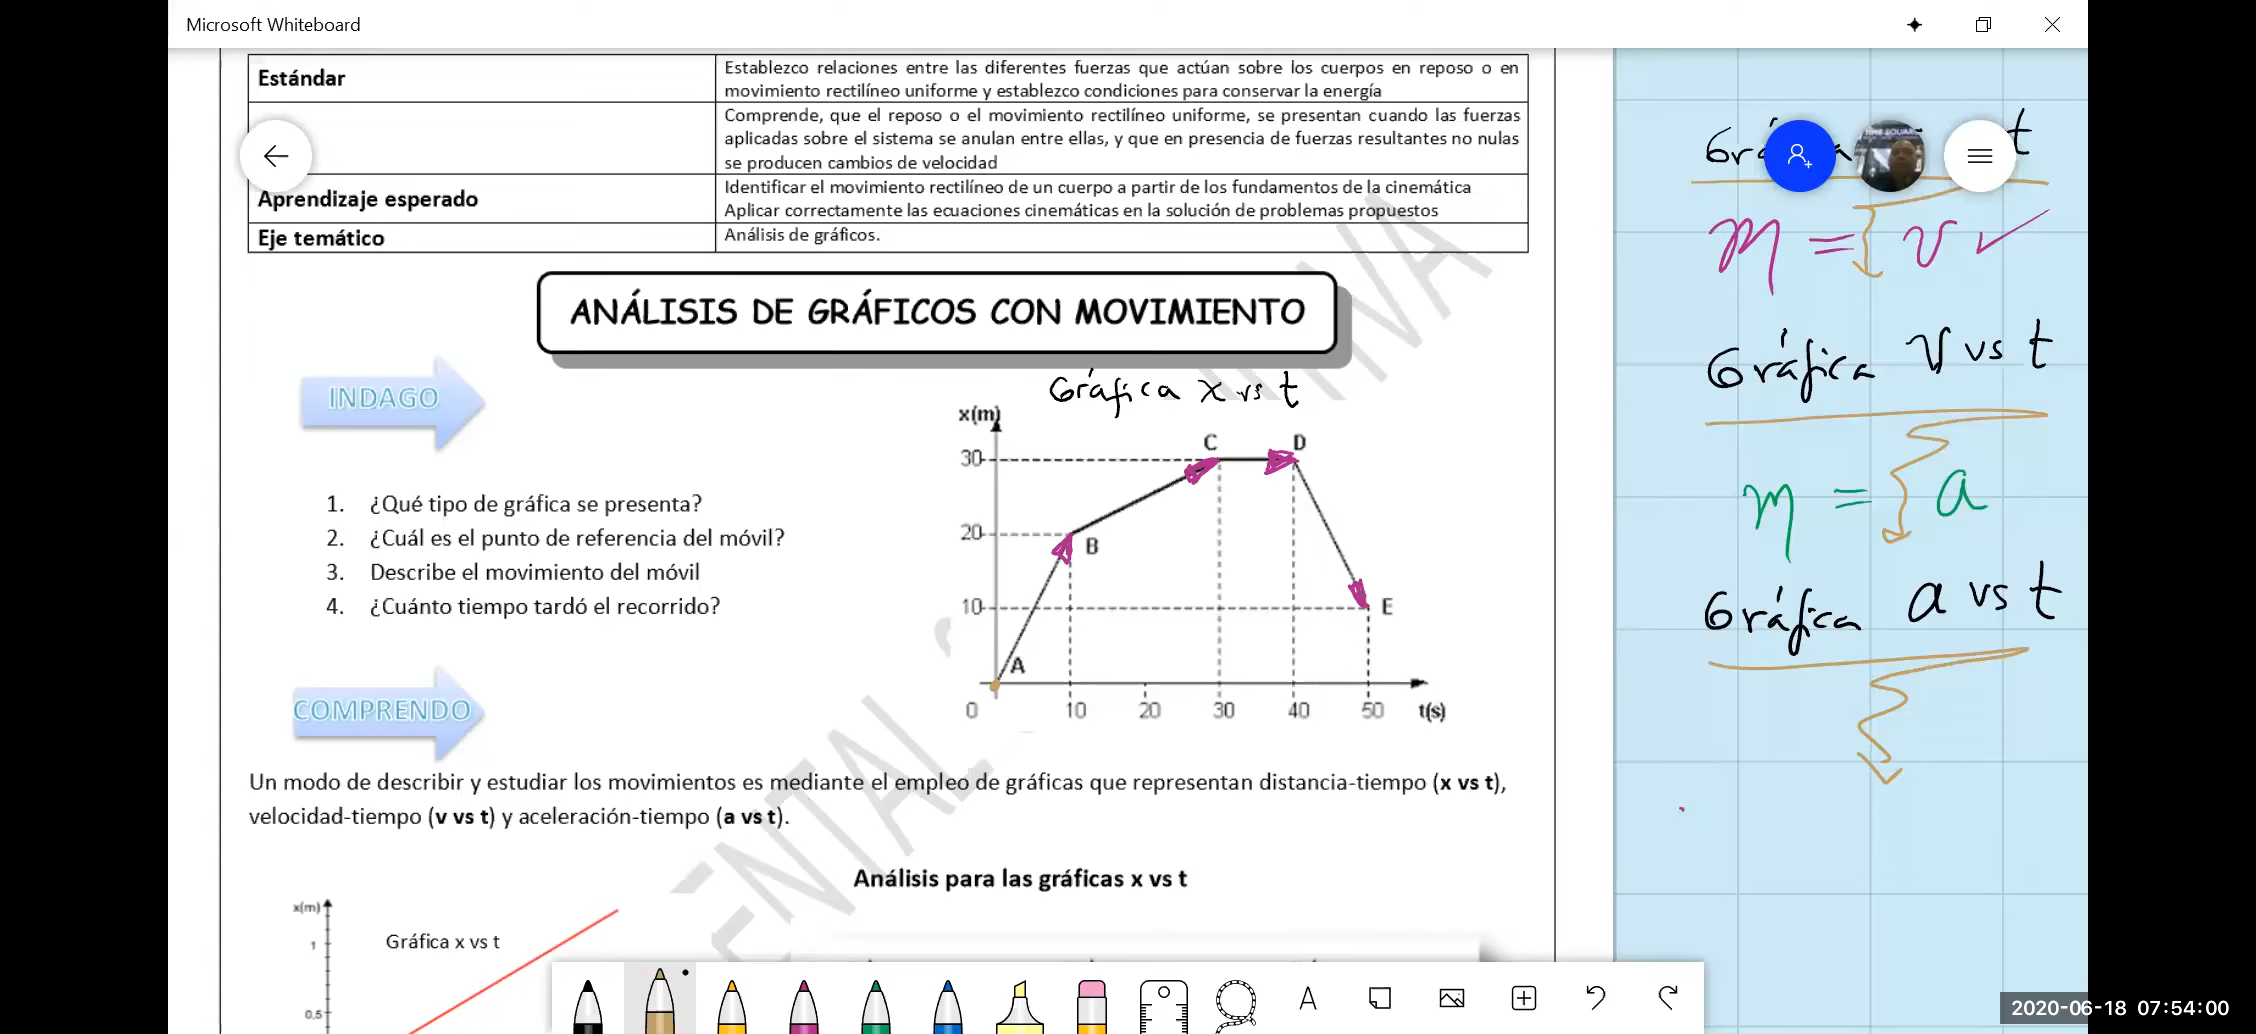 Microsoft Whiteboard
Estándar
Establezco relaciones entre las diferentes fuerzas que actúan sobre los cuerpos en reposo o en
movimiento rectilíneo uniforme y establezco condiciones para conservar la energía
Comprende, que el reposo o el movimiento rectilíneo uniforme, se presentan cuando las fuerzas
aplicadas sobre el sistema se anulan entre ellas, y que en presencia de fuerzas resultantes no nulas
se producen cambios de velocidad
Aprendizaje esperado
Identificar el movimiento rectilíneo de un cuerpo a partir de los fundamentos de la cinemática
Aplicar correctamente las ecuaciones cinemáticas en la solución de problemas propuestos
Eje temático
Análisis de gráficos.
ANÁLISIS DE GRÁFICOS CON MOVIMIENTO
INDAGO
1. ¿Qué tipo de gráfica se presenta?
2. ¿Cuál es el punto de referencia del móvil?
3. Describe el movimiento del móvil
4. ¿Cuánto tiempo tardó el recorrido?
Gráfica x vs t
x(m)
C D
30
20
B
10
E
A
0 10 20 30 40 50 t(s)
COMPRENDO
Un modo de describir y estudiar los movimientos es mediante el empleo de gráficas que representan distancia-tiempo (x vs t),
velocidad-tiempo (v vs t) y aceleración-tiempo (a vs t).
Análisis para las gráficas x vs t
x(m)
Gráfica x vs t
1
0,5
t
m = v
Gráfica v vs t
m = a
Gráfica a vs t
A
2020-06-18 07:54:00